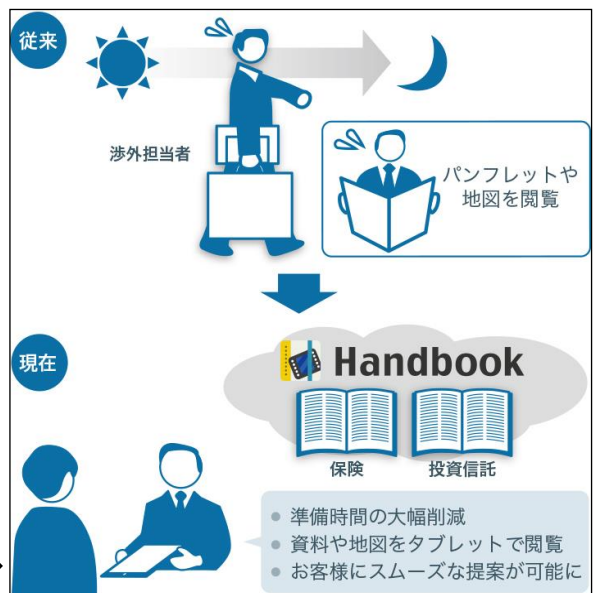 従来
渉外担当者
パンフレットや
地図を閲覧
現在
Handbook
保険
投資信託
準備時間の大幅削減
資料や地図をタブレットで閲覧
お客様にスムーズな提案が可能に